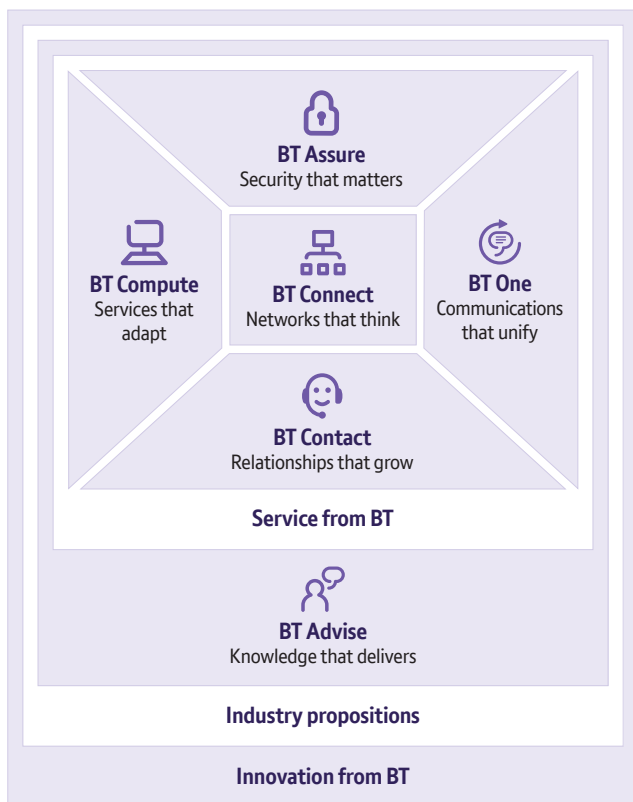 BT Assure
Security that matters
BT Compute
Services that
adapt
BT Connect
Networks that think
BT One
Communications
that unify
BT Contact
Relationships that grow
Service from BT
BT Advise
Knowledge that delivers
Industry propositions
Innovation from BT